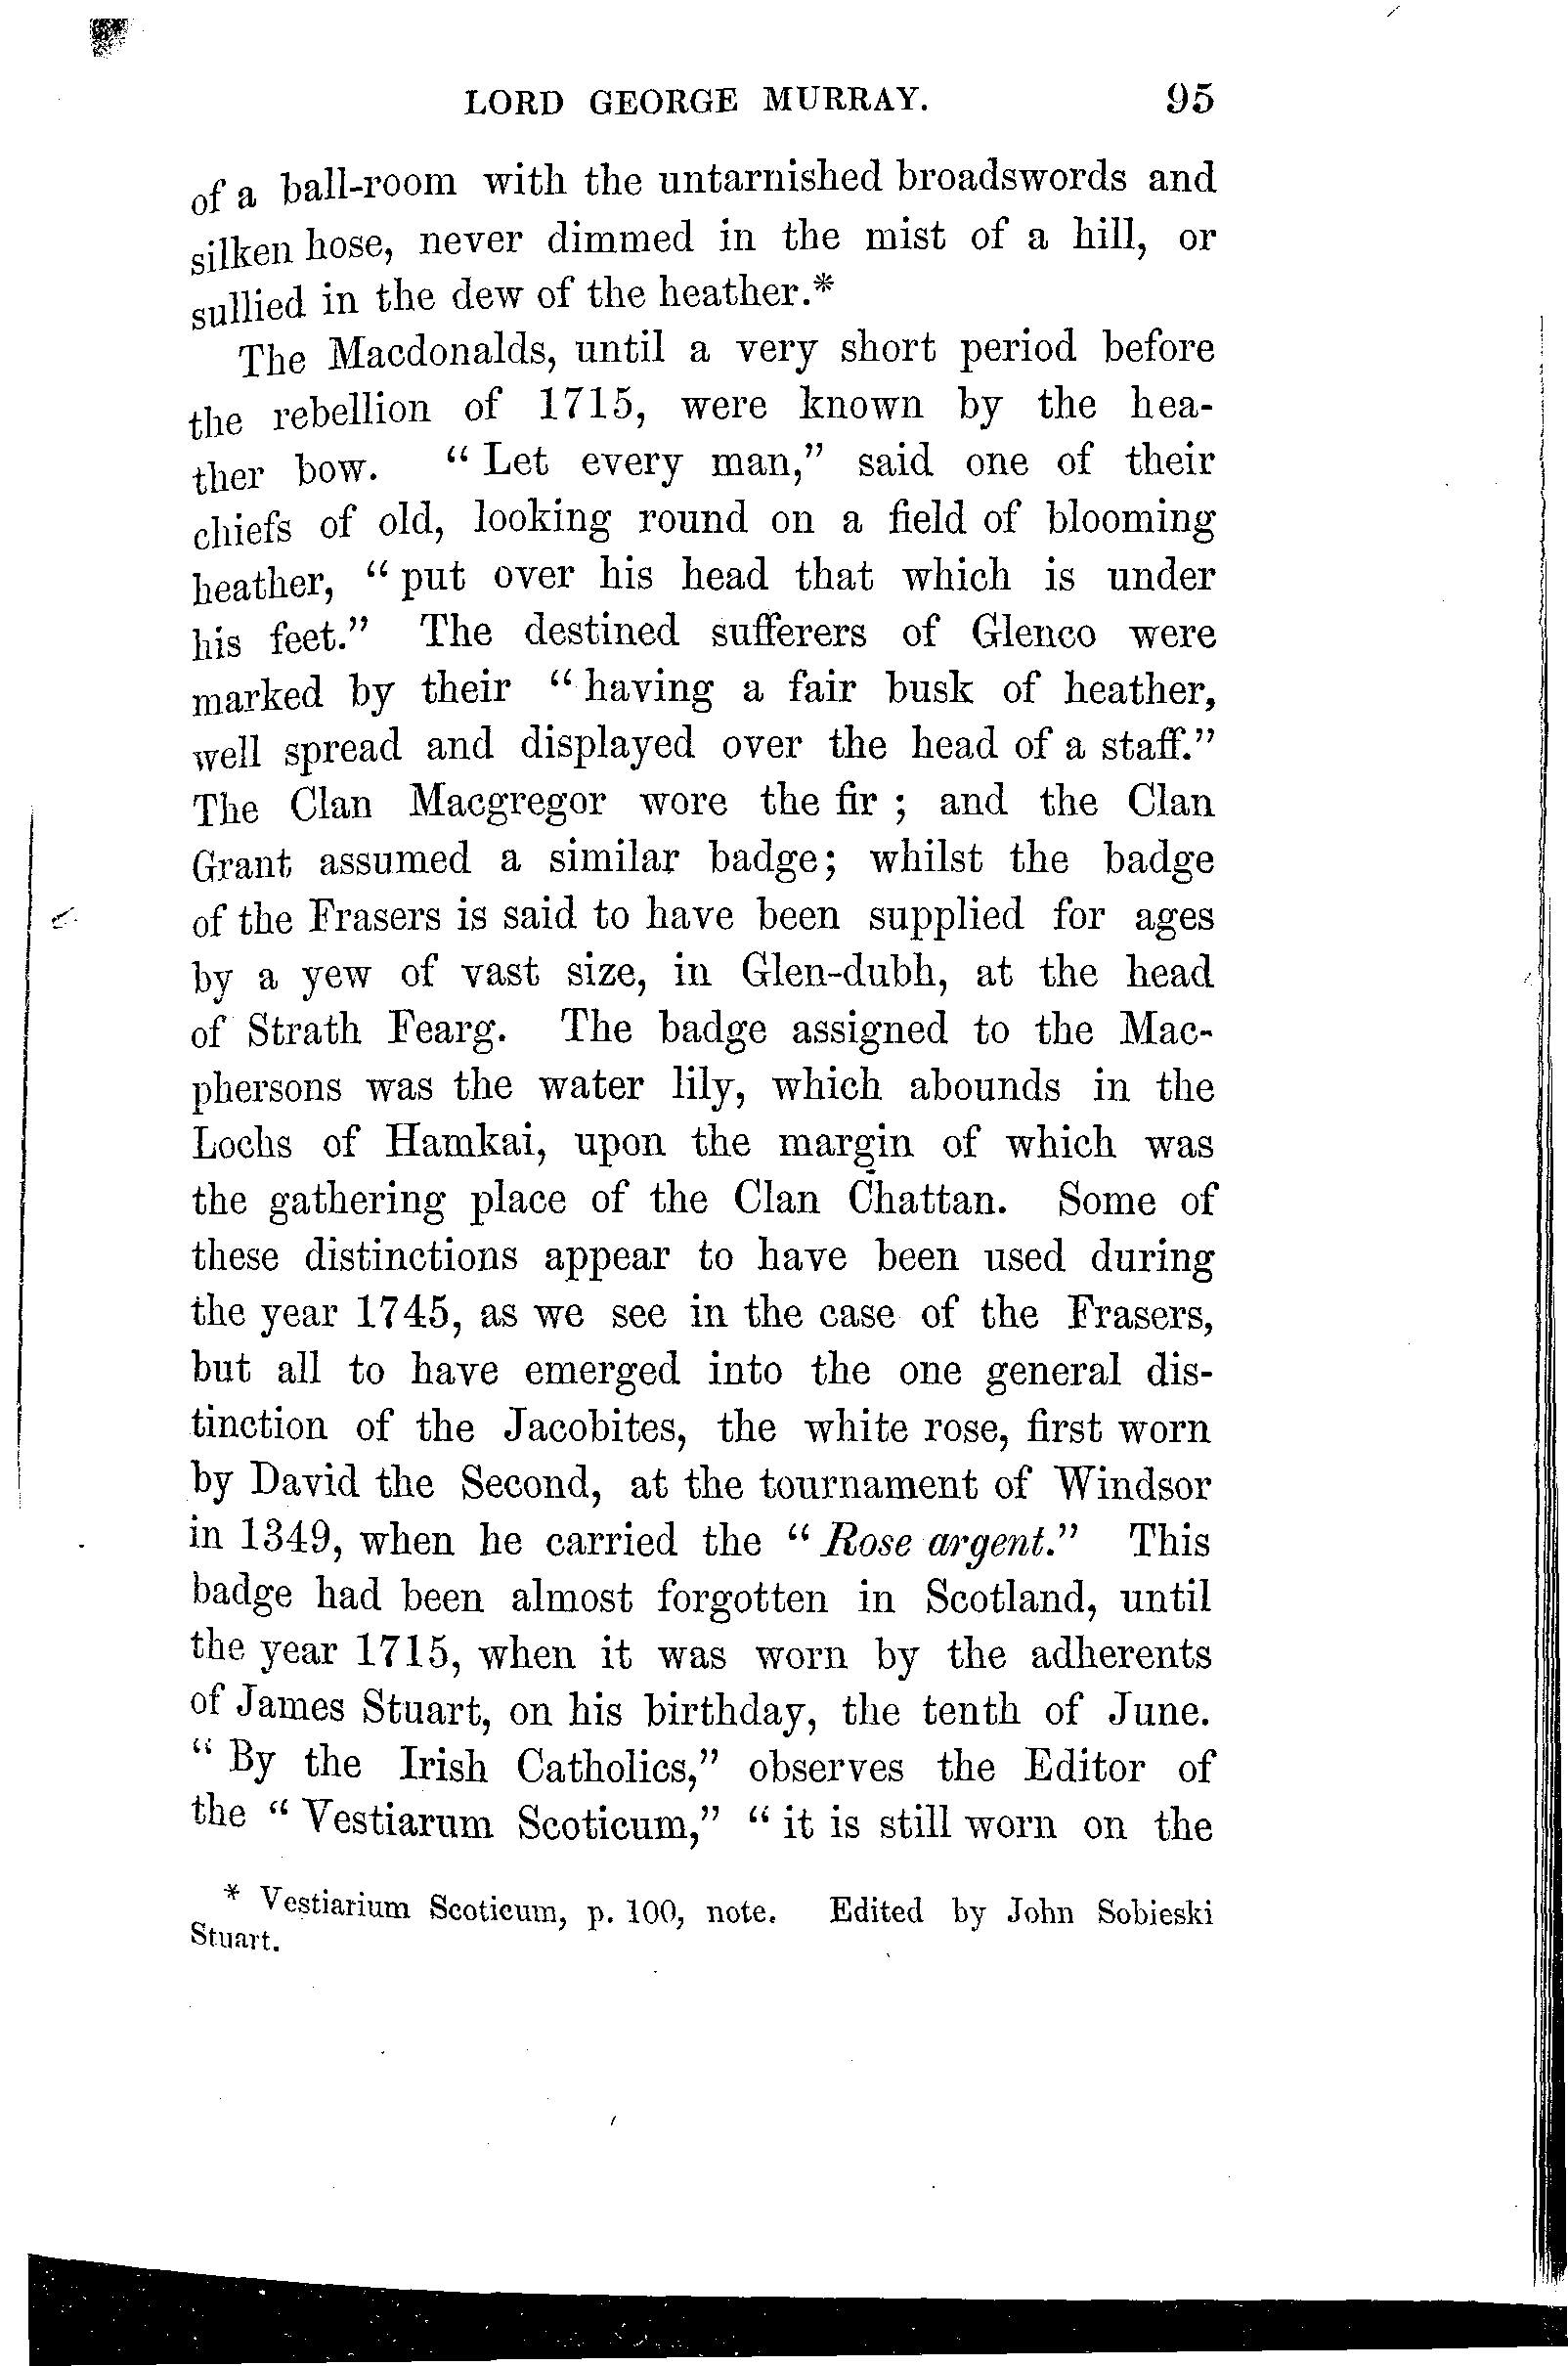 LORD GEORGE MURRAY. 95
of a ball-room with the untarnished broadswords and
silken hose, never dimmed in the mist of a hill, or
sullied in the dew of the heather.*
The Macdonalds, until a very short period before
the rebellion of 1715, were known by the hea-
ther bow. “ Let every man,” said one of their
chiefs of old, looking round on a field of blooming
heather, “ put over his head that which is under
his feet.” The destined sufferers of Glenco were
marked by their “ having a fair busk of heather,
well spread and displayed over the head of a staff.”
The Clan Macgregor wore the fir ; and the Clan
Grant assumed a similar badge; whilst the badge
of the Frasers is said to have been supplied for ages
by a yew of vast size, in Glen-dubh, at the head
of Strath Fearg. The badge assigned to the Mac-
phersons was the water lily, which abounds in the
Lochs of Hamkai, upon the margin of which was
the gathering place of the Clan Chattan. Some of
these distinctions appear to have been used during
the year 1745, as we see in the case of the Frasers,
but all to have emerged into the one general dis-
tinction of the Jacobites, the white rose, first worn
by David the Second, at the tournament of Windsor
in 1349, when he carried the “ Rose argent.” This
badge had been almost forgotten in Scotland, until
the year 1715, when it was worn by the adherents
of James Stuart, on his birthday, the tenth of June.
“ By the Irish Catholics,” observes the Editor of
the “ Vestiarum Scoticum,” “ it is still worn on the
* Vestiarium Scoticum, p. 100, note. Edited by John Sobieski
Stuart.